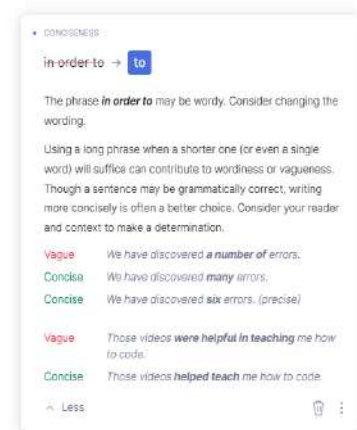 CONCISENESS
in order to → to
The phrase in order to may be wordy. Consider changing the
wording.
Using a long phrase when a shorter one (or even a single
word) will suffice can contribute to wordiness or vagueness.
Though a sentence may be grammatically correct, writing
more concisely is often a better choice. Consider your reader
and context to make a determination.
Vague We have discovered a number of errors.
Concise We have discovered many errors.
Concise We have discovered six errors. (precise)
Vague Those videos were helpful in teaching me how
to code.
Concise Those videos helped teach me how to code.
Less